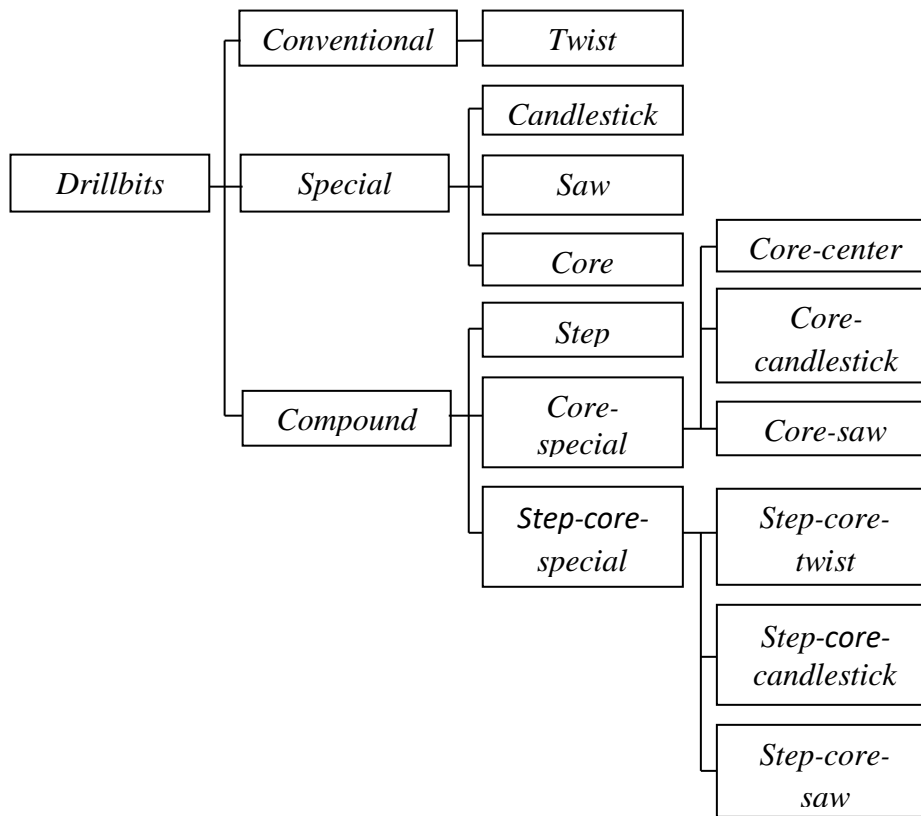 Conventional
Twist
Candlestick
Drillbits
Special
Saw
Core
Core-center
Step
Core-
candlestick
Compound
Core-
special
Core-saw
Step-core-
special
Step-core-
twist
Step-core-
candlestick
Step-core-
saw